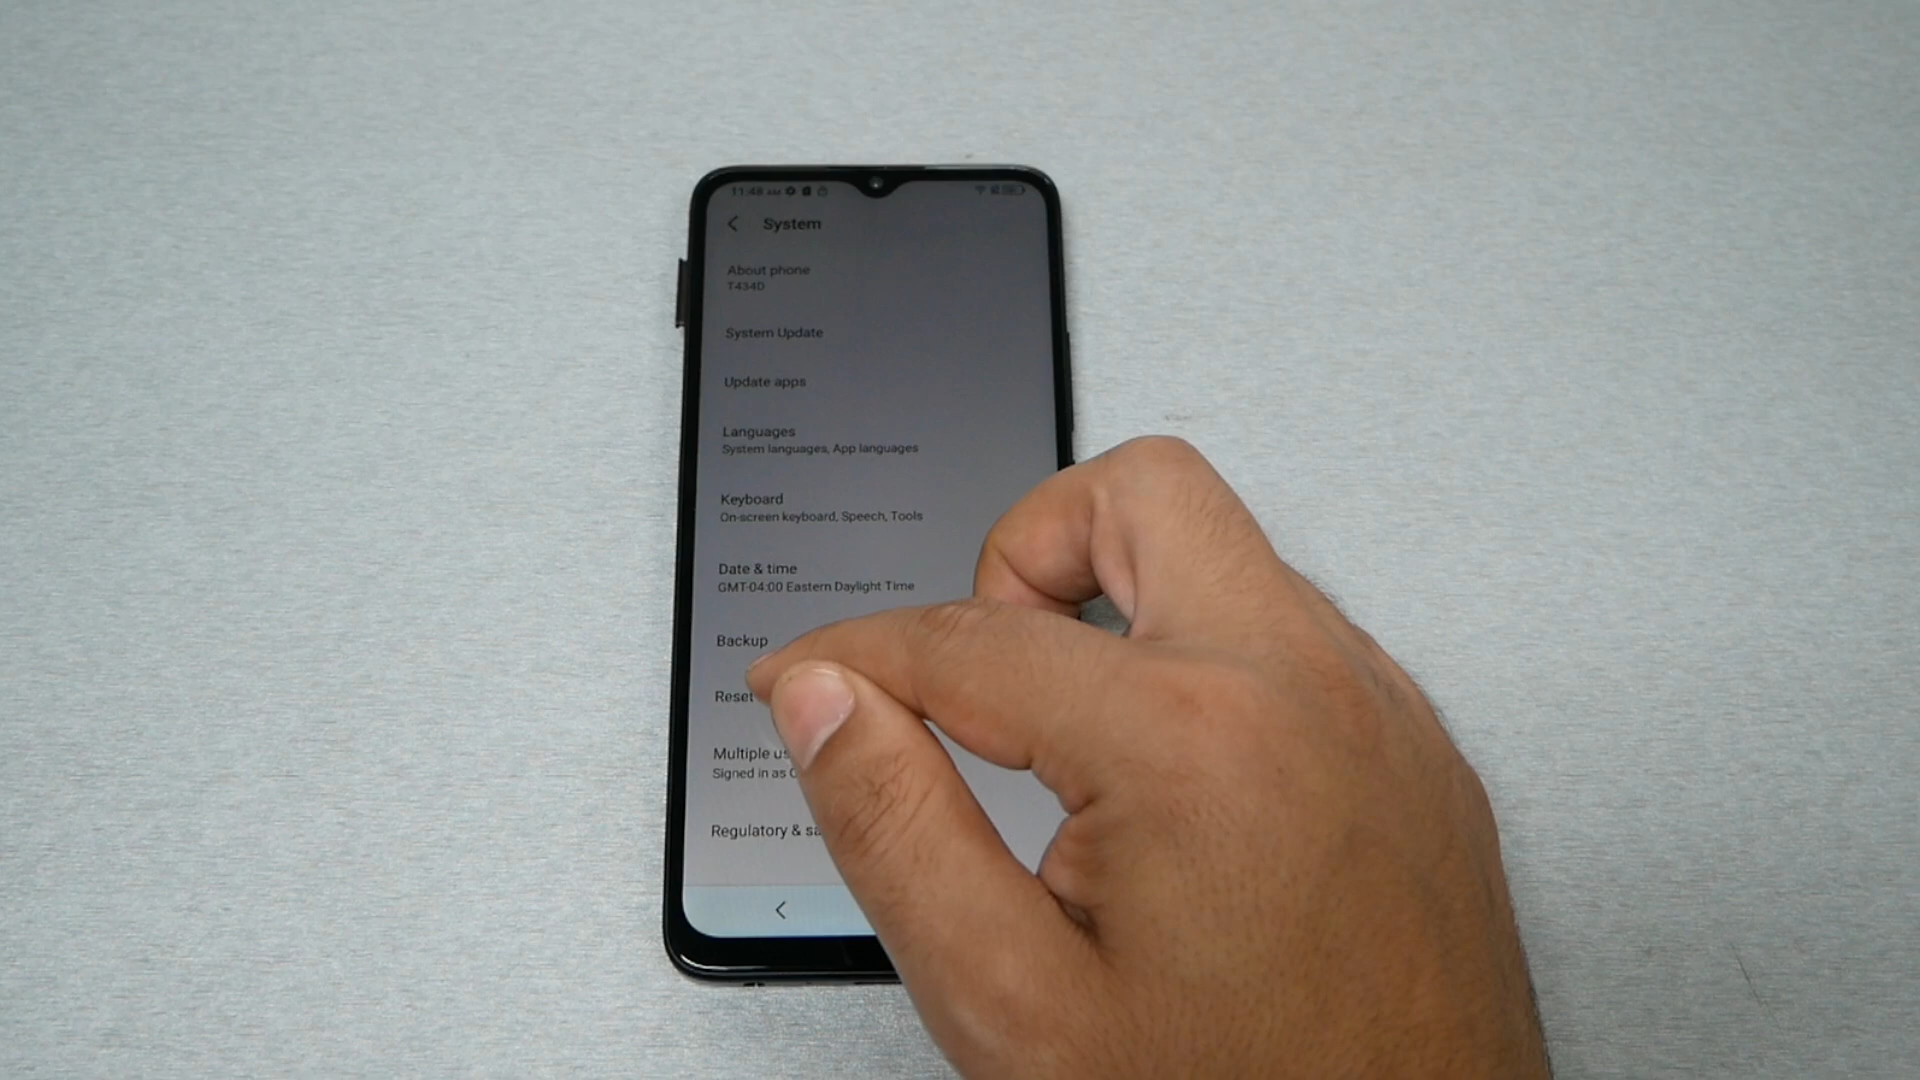 11:48 AM
System
About phone
T434D
System Update
Update apps
Languages
System languages, App languages
Keyboard
On-screen keyboard, Speech, Tools
Date & time
GMT-04:00 Eastern Daylight Time
Backup
Reset
Multiple
Signed in as
Regulatory &